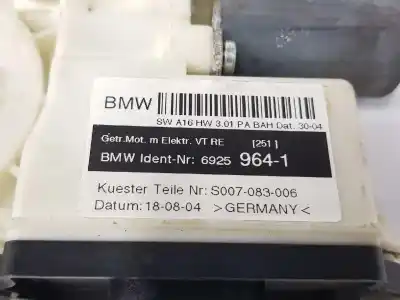 BMW
SW A16 HW 3.01 PA BAH Dat. 30-04
Getr.Mot. m Elektr. VT RE [251]
BMW Ident-Nr: 6925 964-1
Kuester Teile Nr: S007-083-006
Datum: 18-08-04 >GERMANY<